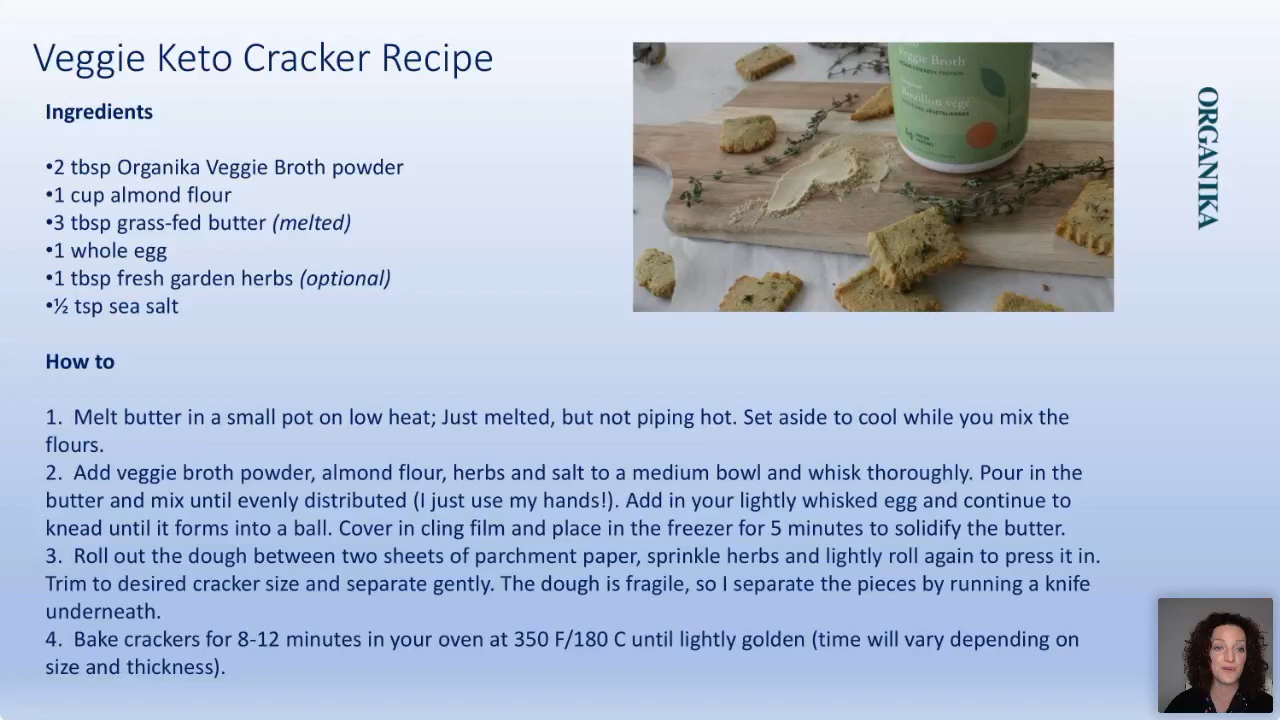 Veggie Keto Cracker Recipe
Ingredients
•2 tbsp Organika Veggie Broth powder
•1 cup almond flour
•3 tbsp grass-fed butter (melted)
•1 whole egg
•1 tbsp fresh garden herbs (optional)
•½ tsp sea salt
How to
1. Melt butter in a small pot on low heat; Just melted, but not piping hot. Set aside to cool while you mix the
flours.
2. Add veggie broth powder, almond flour, herbs and salt to a medium bowl and whisk thoroughly. Pour in the
butter and mix until evenly distributed (I just use my hands!). Add in your lightly whisked egg and continue to
knead until it forms into a ball. Cover in cling film and place in the freezer for 5 minutes to solidify the butter.
3. Roll out the dough between two sheets of parchment paper, sprinkle herbs and lightly roll again to press it in.
Trim to desired cracker size and separate gently. The dough is fragile, so I separate the pieces by running a knife
underneath.
4. Bake crackers for 8-12 minutes in your oven at 350 F/180 C until lightly golden (time will vary depending on
size and thickness).
Veggie Broth
Bouillon végé
ORGANIKA